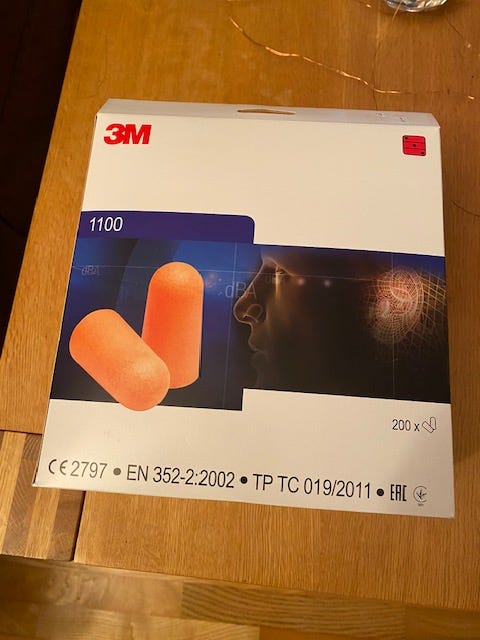 3M
1100
dBA
dBA
200 x
CE 2797 • EN 352-2:2002 • TP TC 019/2011 • EAC